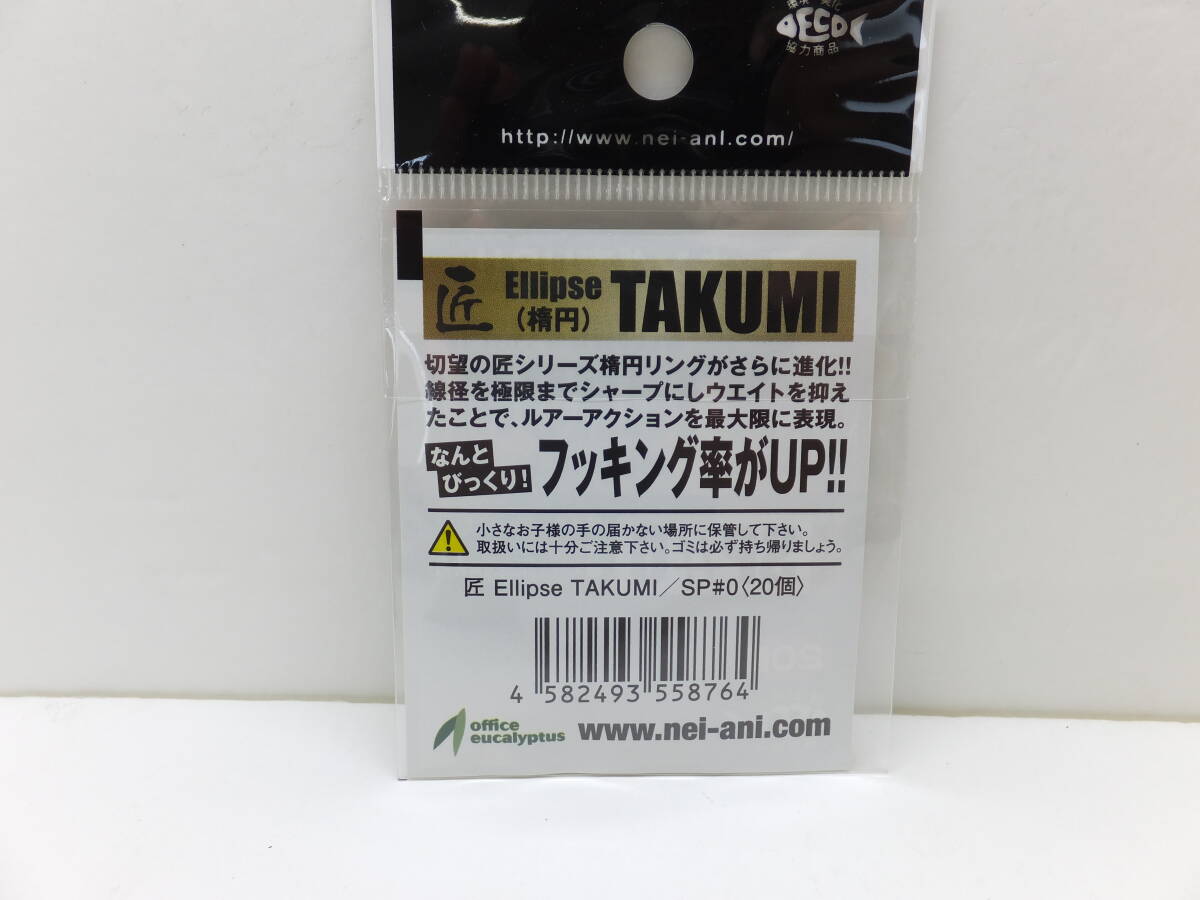 DECOF
協力商品
http://www.nei-ani.com/
匠 Ellipse (楕円) TAKUMI
切望の匠シリーズ楕円リングがさらに進化!!
線径を極限までシャープにしウエイトを抑え
たことで、ルアーアクションを最大限に表現。
なんと
びっくり!
フッキング率がUP!!
小さなお子様の手の届かない場所に保管して下さい。
取扱いには十分ご注意下さい。ゴミは必ず持ち帰りましょう。
匠 Ellipse TAKUMI／SP#0〈20個〉
4 582493 558764
office
eucalyptus
www.nei-ani.com